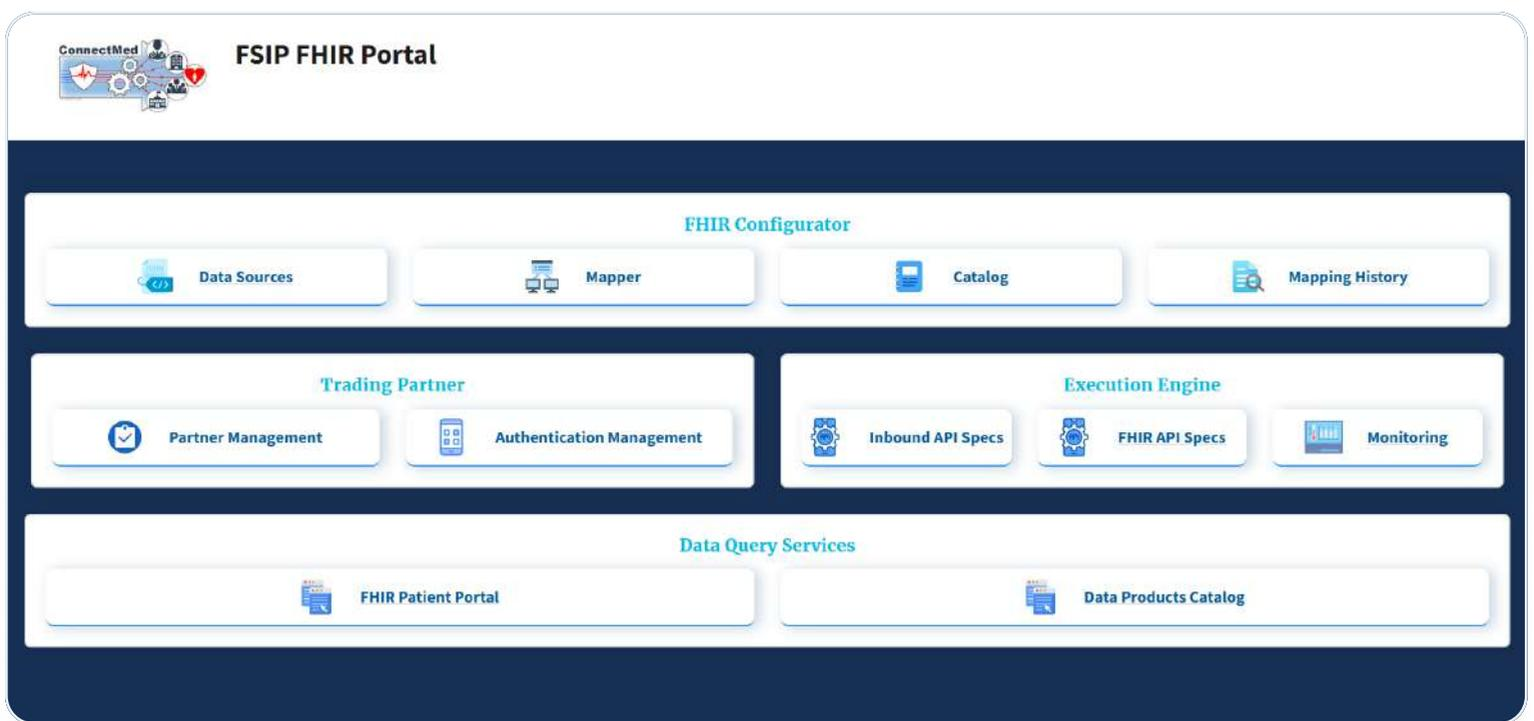 ConnectMed
FSIP FHIR Portal
FHIR Configurator
Data Sources
Mapper
Catalog
Mapping History
Trading Partner
Execution Engine
Partner Management
Authentication Management
Inbound API Specs
FHIR API Specs
Monitoring
Data Query Services
FHIR Patient Portal
Data Products Catalog